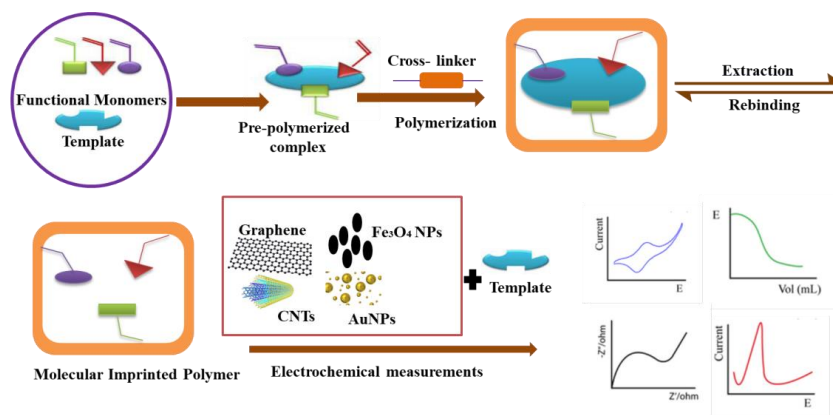 Functional Monomers
Template
Pre-polymerized
complex
Cross- linker
Polymerization
Extraction
Rebinding
Molecular Imprinted Polymer
Graphene
Fe₃O₄ NPs
CNTs
AuNPs
Template
Electrochemical measurements
Current
E
E
Vol (mL)
-Z"/ohm
Z'/ohm
Current
E